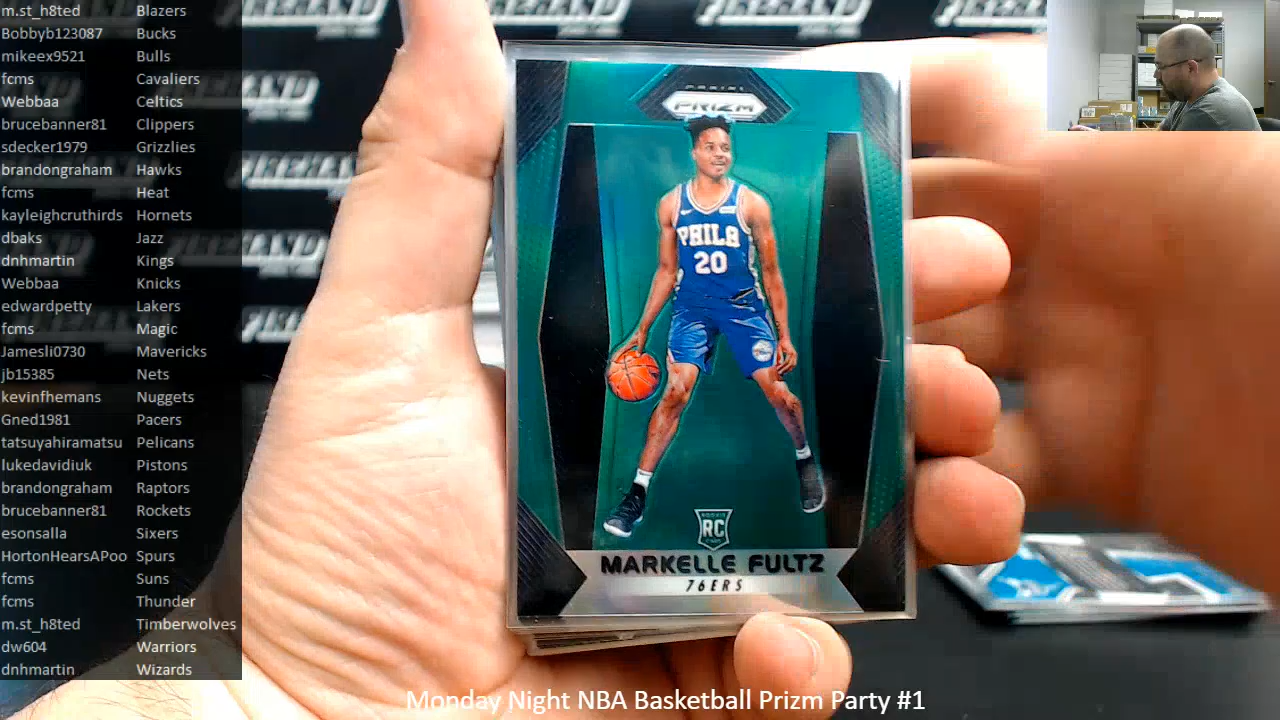 m.st_h8ted Blazers
Bobbyb123087 Bucks
mikeex9521 Bulls
fcms Cavaliers
Webbaa Celtics
brucebanner81 Clippers
sdecker1979 Grizzlies
brandongraham Hawks
fcms Heat
kayleighcruthirds Hornets
dbaks Jazz
dnhmartin Kings
Webbaa Knicks
edwardpetty Lakers
fcms Magic
Jamesli0730 Mavericks
jb15385 Nets
kevinfhemans Nuggets
Gned1981 Pacers
tatsuyahiramatsu Pelicans
lukedavidiuk Pistons
brandongraham Raptors
brucebanner81 Rockets
esonsalla Sixers
HortonHearsAPoo Spurs
fcms Suns
fcms Thunder
m.st_h8ted Timberwolves
dw604 Warriors
dnhmartin Wizards
PANINI
PRIZM
PHILA
20
ROOKIE
RC
MARKELLE FULTZ
76ERS
Monday Night NBA Basketball Prizm Party #1